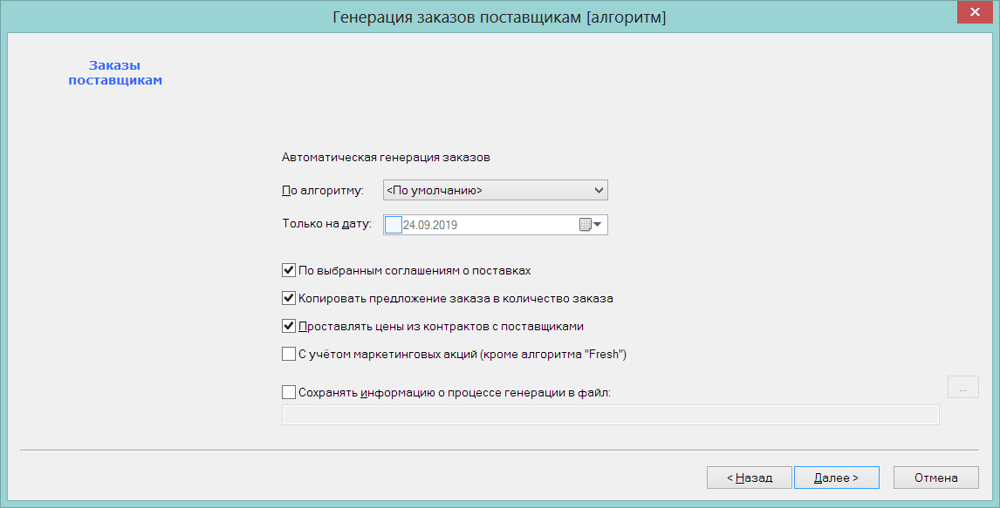 Генерация заказов поставщикам [алгоритм]
Заказы
поставщикам
Автоматическая генерация заказов
По алгоритму: <По умолчанию>
Только на дату: 24.09.2019
По выбранным соглашениям о поставках
Копировать предложение заказа в количество заказа
Проставлять цены из контрактов с поставщиками
С учётом маркетинговых акций (кроме алгоритма "Fresh")
Сохранять информацию о процессе генерации в файл:
...
< Назад Далее > Отмена